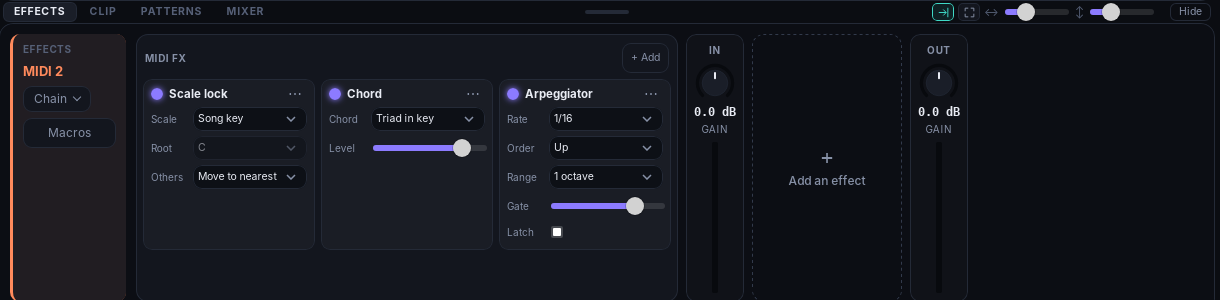 EFFECTS CLIP PATTERNS MIXER Hide
EFFECTS
MIDI 2
Chain
Macros
MIDI FX + Add
Scale lock
Scale Song key
Root C
Others Move to nearest
Chord
Chord Triad in key
Level
Arpeggiator
Rate 1/16
Order Up
Range 1 octave
Gate
Latch
IN
0.0 dB
GAIN
+
Add an effect
OUT
0.0 dB
GAIN